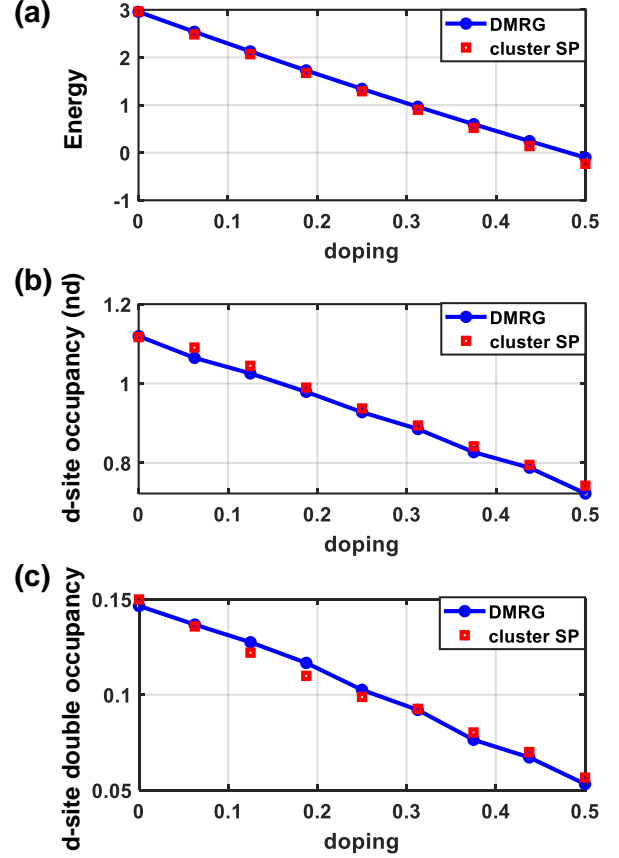 (a)
3
2
1
0
-1
Energy
DMRG
cluster SP
0
0.1
0.2
0.3
0.4
0.5
doping
(b)
1.2
1
0.8
d-site occupancy (nd)
DMRG
cluster SP
0
0.1
0.2
0.3
0.4
0.5
doping
(c)
0.15
0.1
0.05
d-site double occupancy
DMRG
cluster SP
0
0.1
0.2
0.3
0.4
0.5
doping